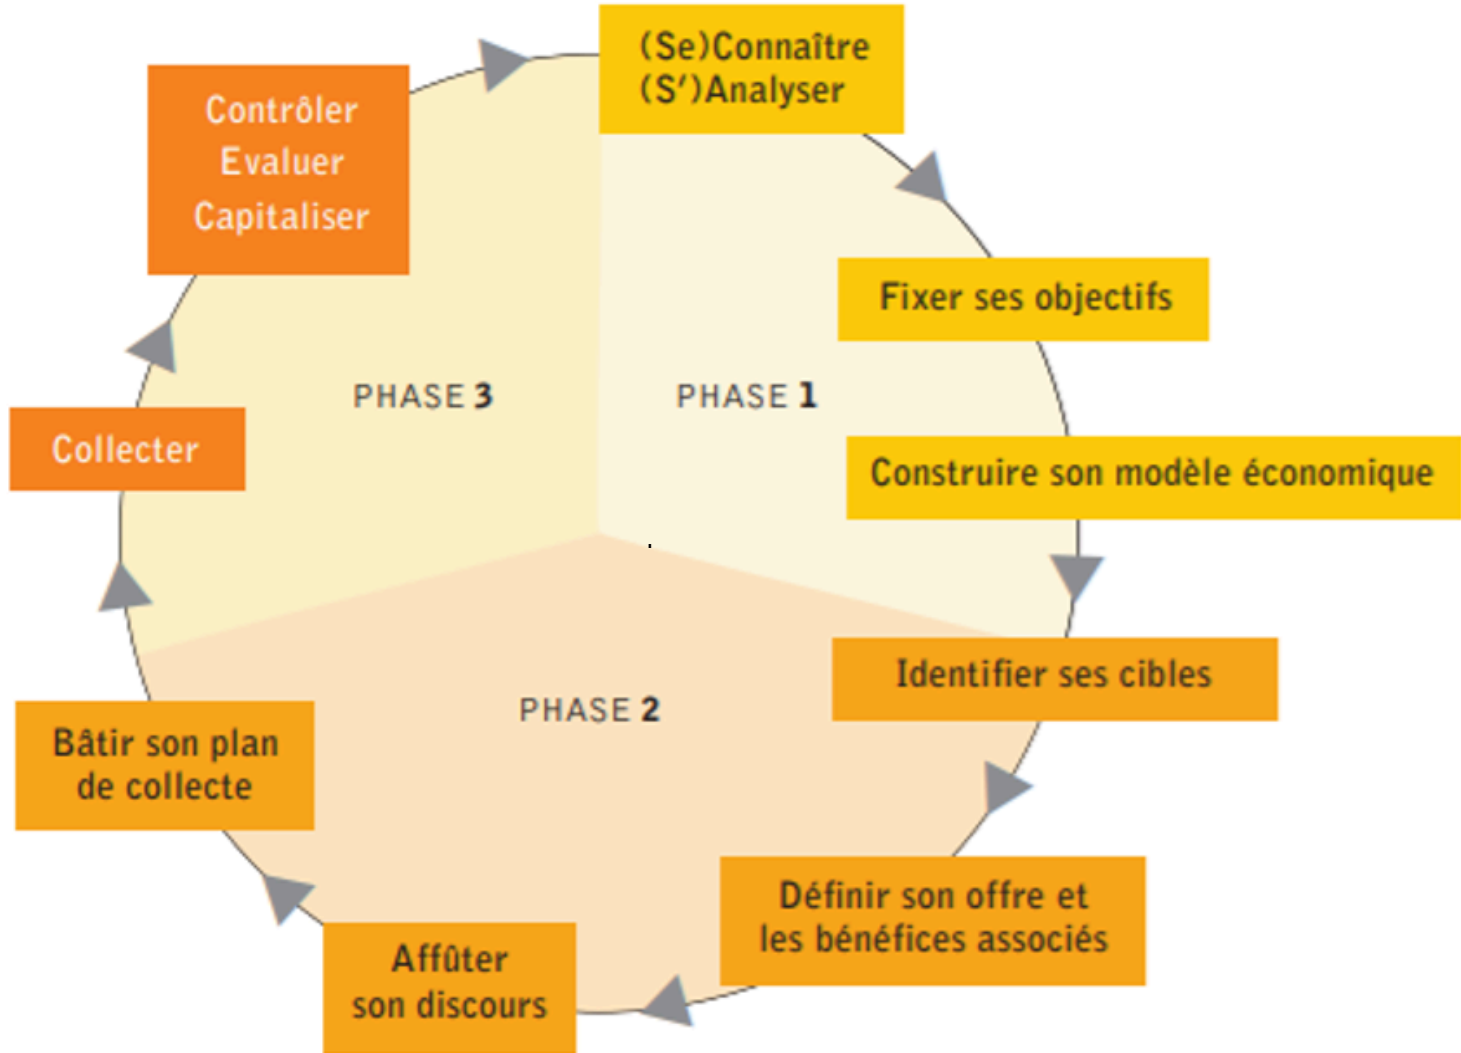 (Se)Connaître
(S')Analyser
Fixer ses objectifs
Construire son modèle économique
Identifier ses cibles
Définir son offre et
les bénéfices associés
Affûter
son discours
Bâtir son plan
de collecte
Collecter
Contrôler
Evaluer
Capitaliser
PHASE 1
PHASE 2
PHASE 3